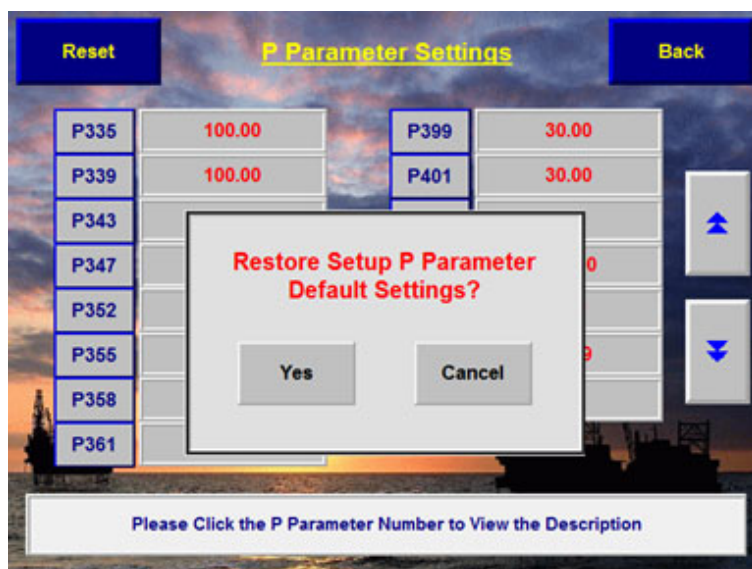 Reset
P Parameter Settings
Back
P335
100.00
P399
30.00
P339
100.00
P401
30.00
P343
P347
0
P352
P355
9
P358
P361
Restore Setup P Parameter
Default Settings?
Yes
Cancel
Please Click the P Parameter Number to View the Description